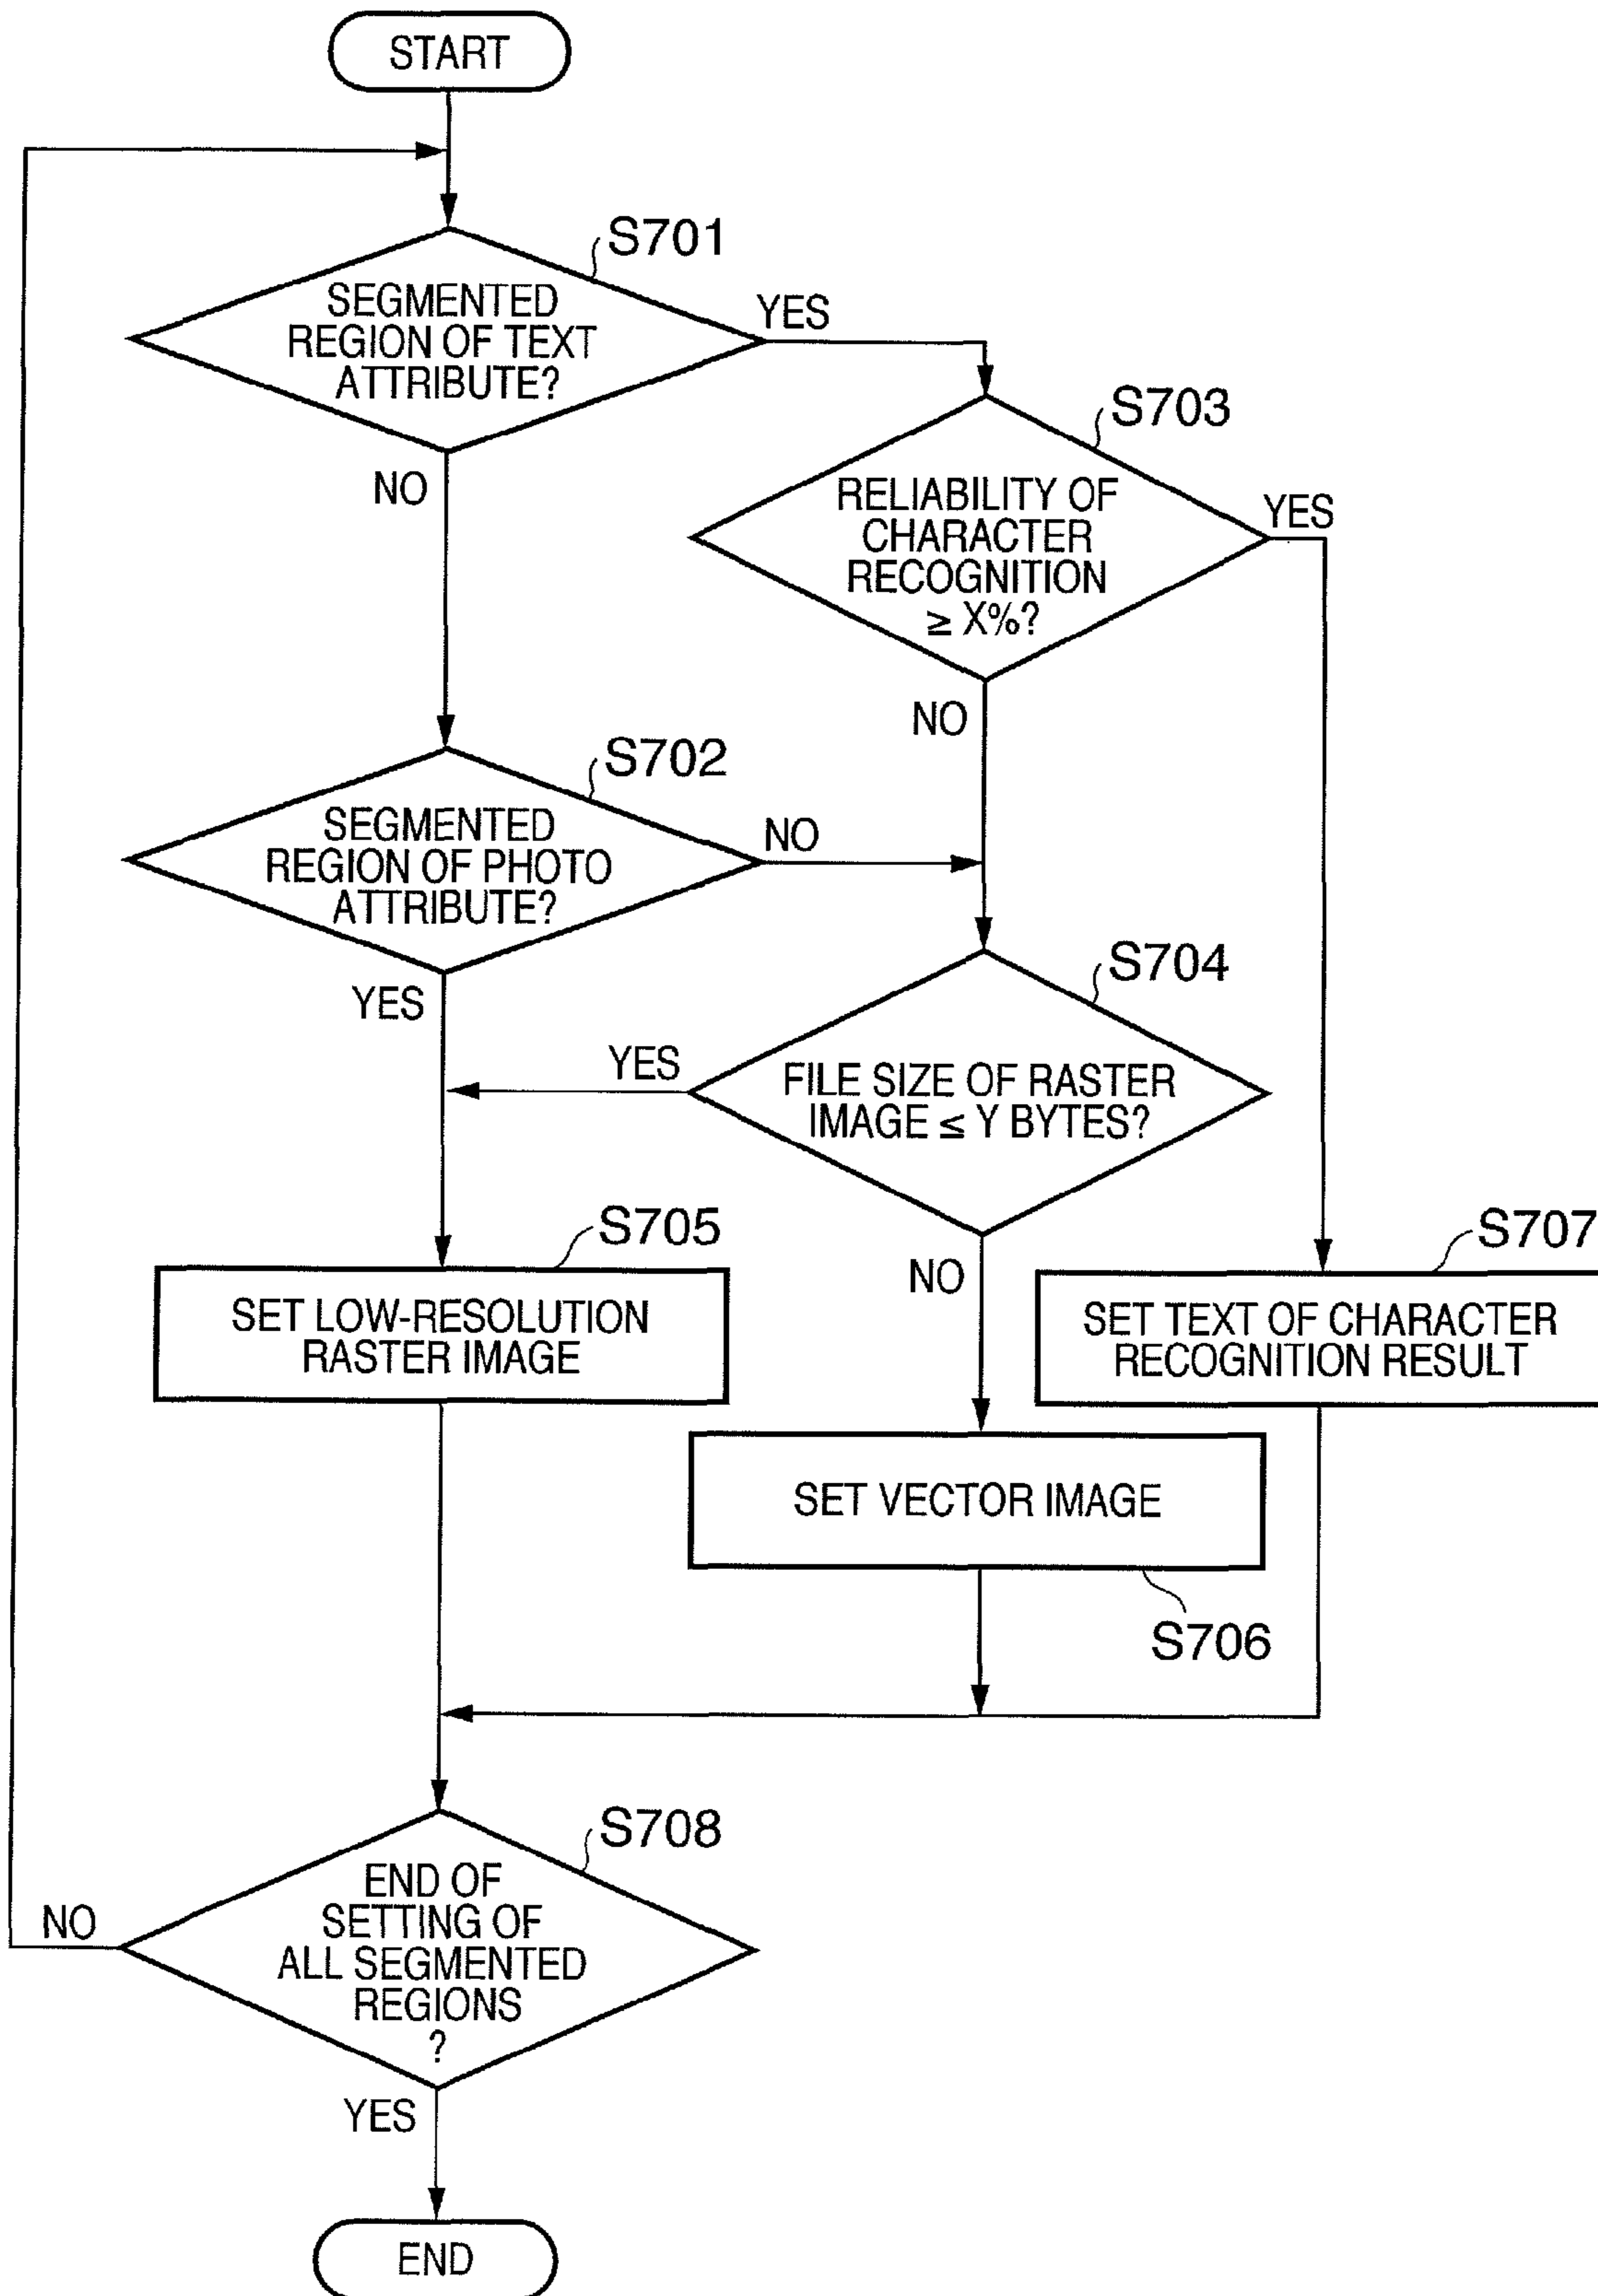 START
S701
SEGMENTED
REGION OF TEXT
ATTRIBUTE?
YES
NO
S703
RELIABILITY OF
CHARACTER
RECOGNITION
≥ X%?
YES
NO
S702
SEGMENTED
REGION OF PHOTO
ATTRIBUTE?
NO
YES
S704
FILE SIZE OF RASTER
IMAGE ≤ Y BYTES?
YES
NO
S705
SET LOW-RESOLUTION
RASTER IMAGE
S707
SET TEXT OF CHARACTER
RECOGNITION RESULT
SET VECTOR IMAGE
S706
S708
END OF
SETTING OF
ALL SEGMENTED
REGIONS
?
NO
YES
END